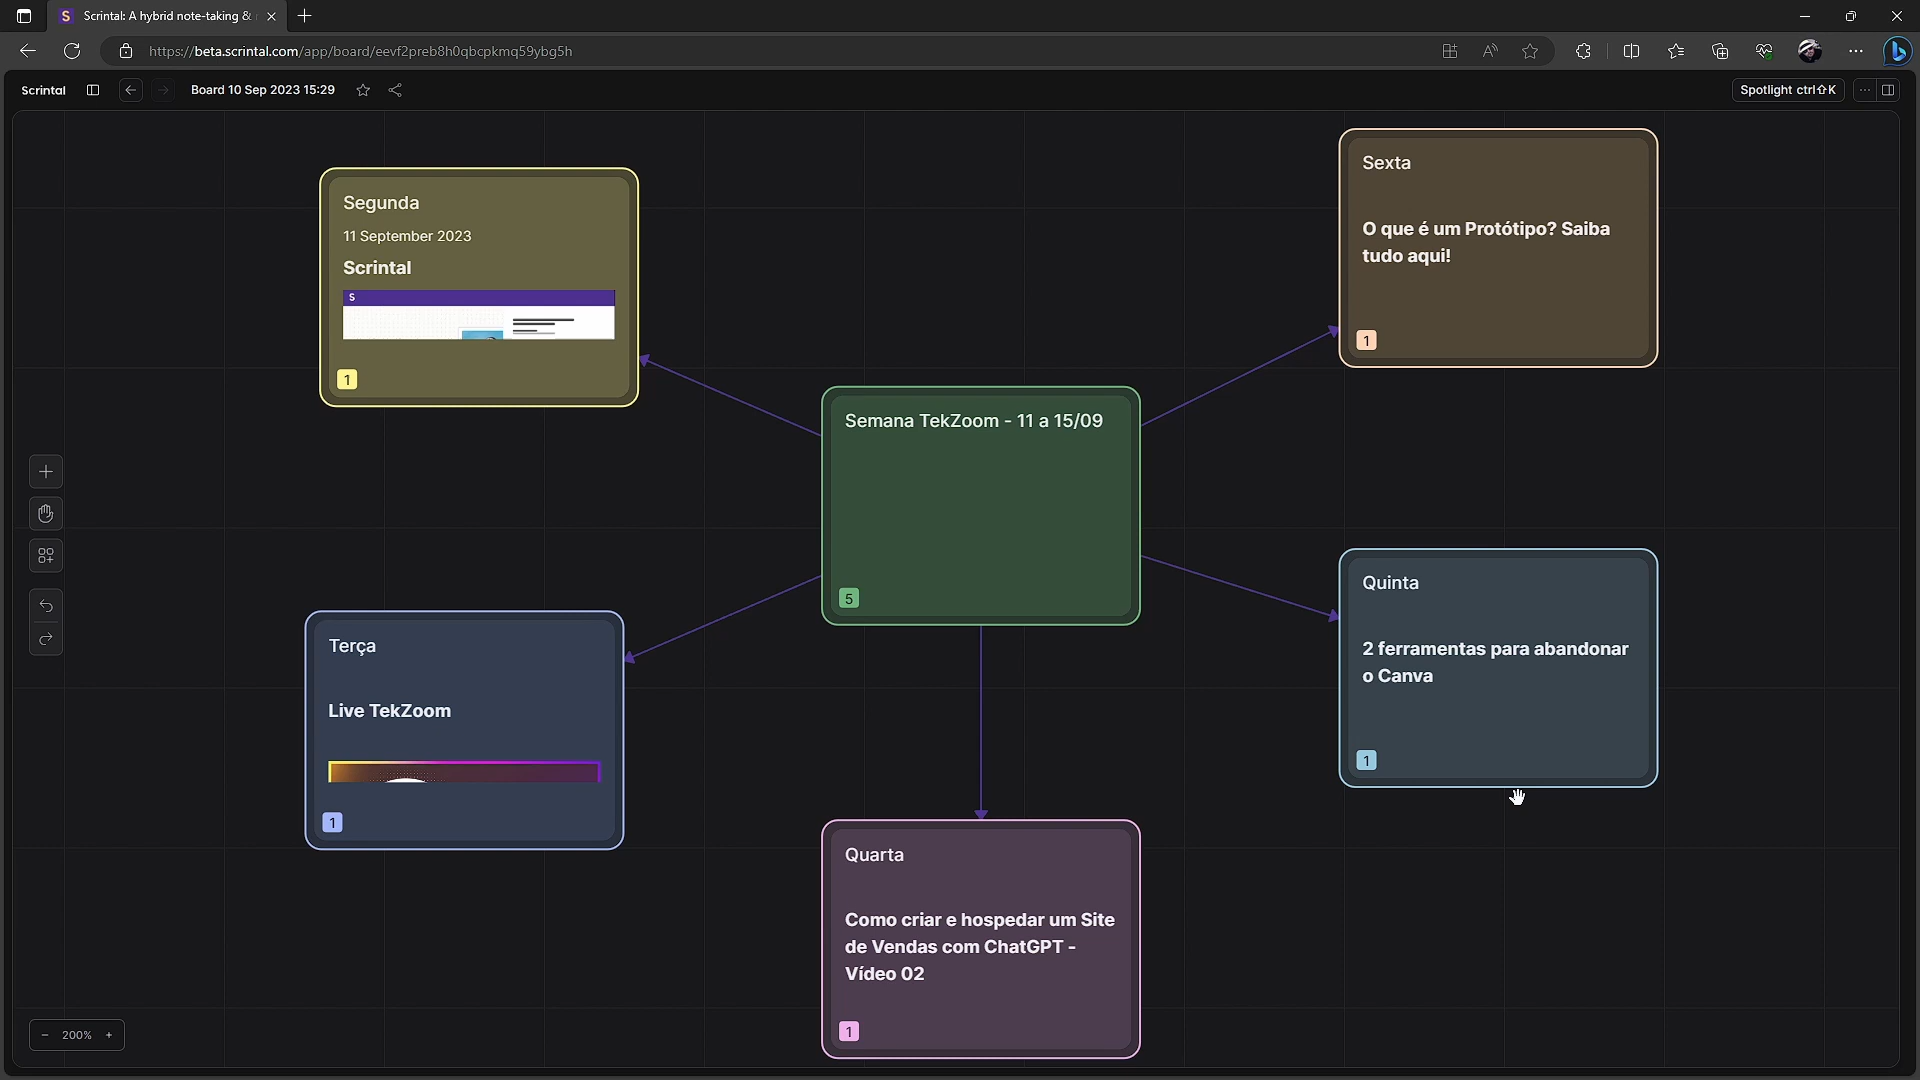 Scrintal: A hybrid note-taking &
https://beta.scrintal.com/app/board/eevf2preb8h0qbcpkmq59ybg5h
Scrintal
Board 10 Sep 2023 15:29
Spotlight ctrl⇧K
Segunda
11 September 2023
Scrintal
S
1
Sexta
O que é um Protótipo? Saiba
tudo aqui!
1
Semana TekZoom - 11 a 15/09
5
Terça
Live TekZoom
1
Quinta
2 ferramentas para abandonar
o Canva
1
Quarta
Como criar e hospedar um Site
de Vendas com ChatGPT -
Vídeo 02
1
200%